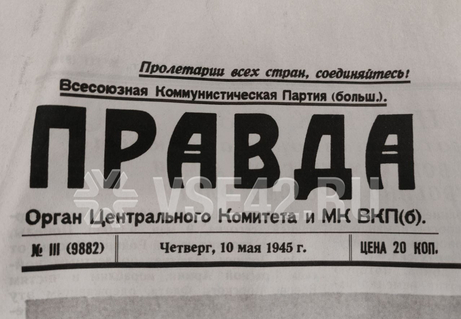 Пролетарии всех стран, соединяйтесь!
Всесоюзная Коммунистическая Партия (больш.).
ПРАВДА
VSE42.RU
Орган Центрального Комитета и МК ВКП(б).
№ III (9882) Четверг, 10 мая 1945 г. ЦЕНА 20 КОП.